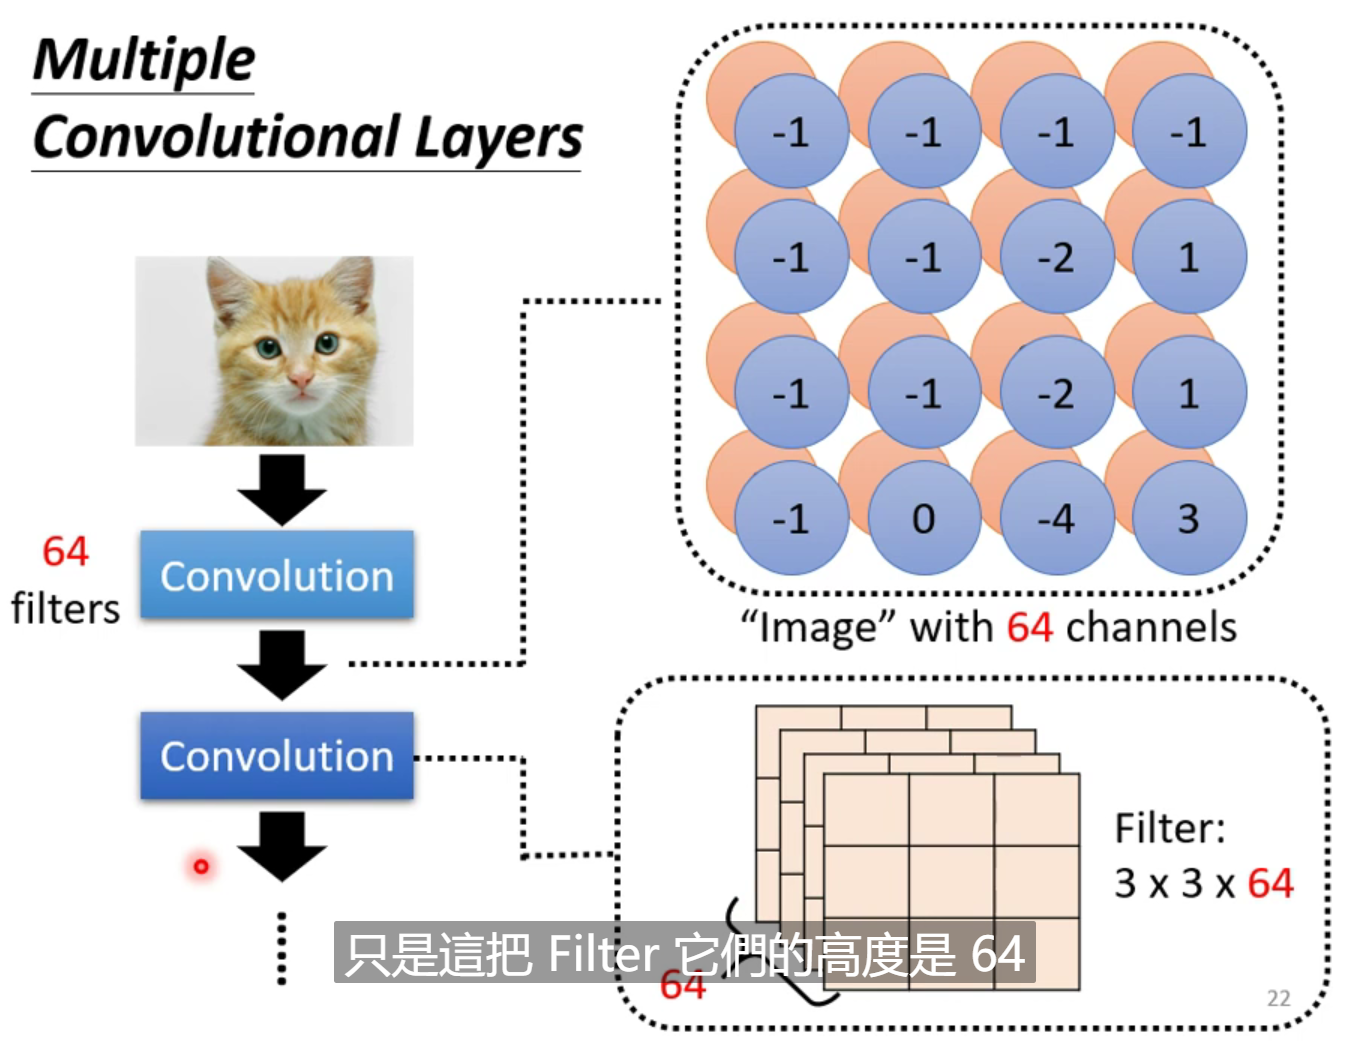 Multiple
Convolutional Layers
-1 -1 -1 -1
-1 -1 -2 1
-1 -1 -2 1
-1 0 -4 3
“Image” with 64 channels
64
filters
Convolution
Convolution
Filter:
3 x 3 x 64
64
只是這把 Filter 它們的高度是 64
22